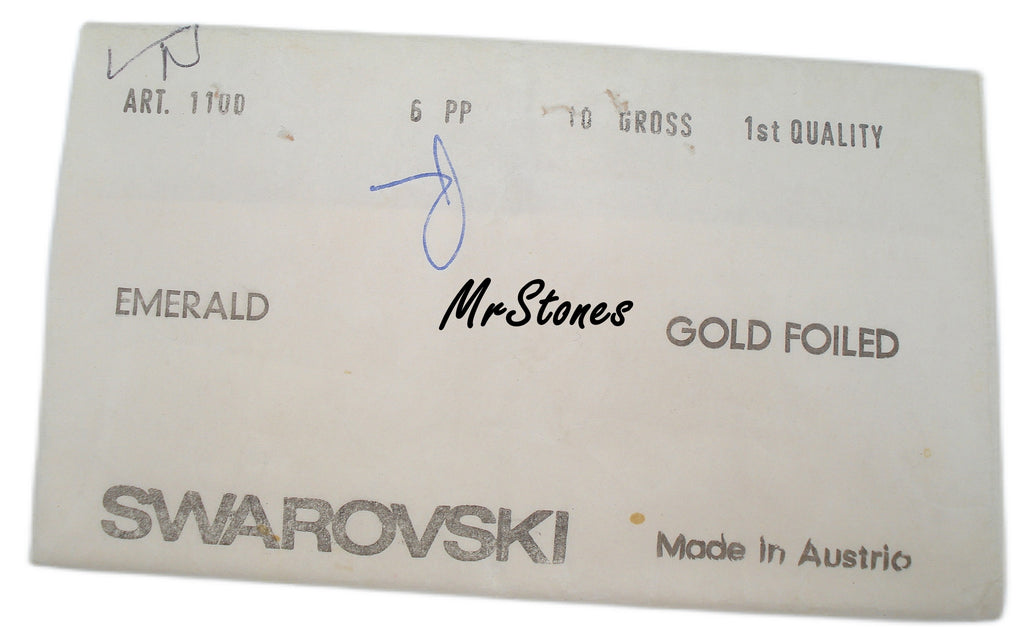 ART. 1100 6 PP 10 GROSS 1st QUALITY
EMERALD MrStones GOLD FOILED
SWAROVSKI Made in Austria